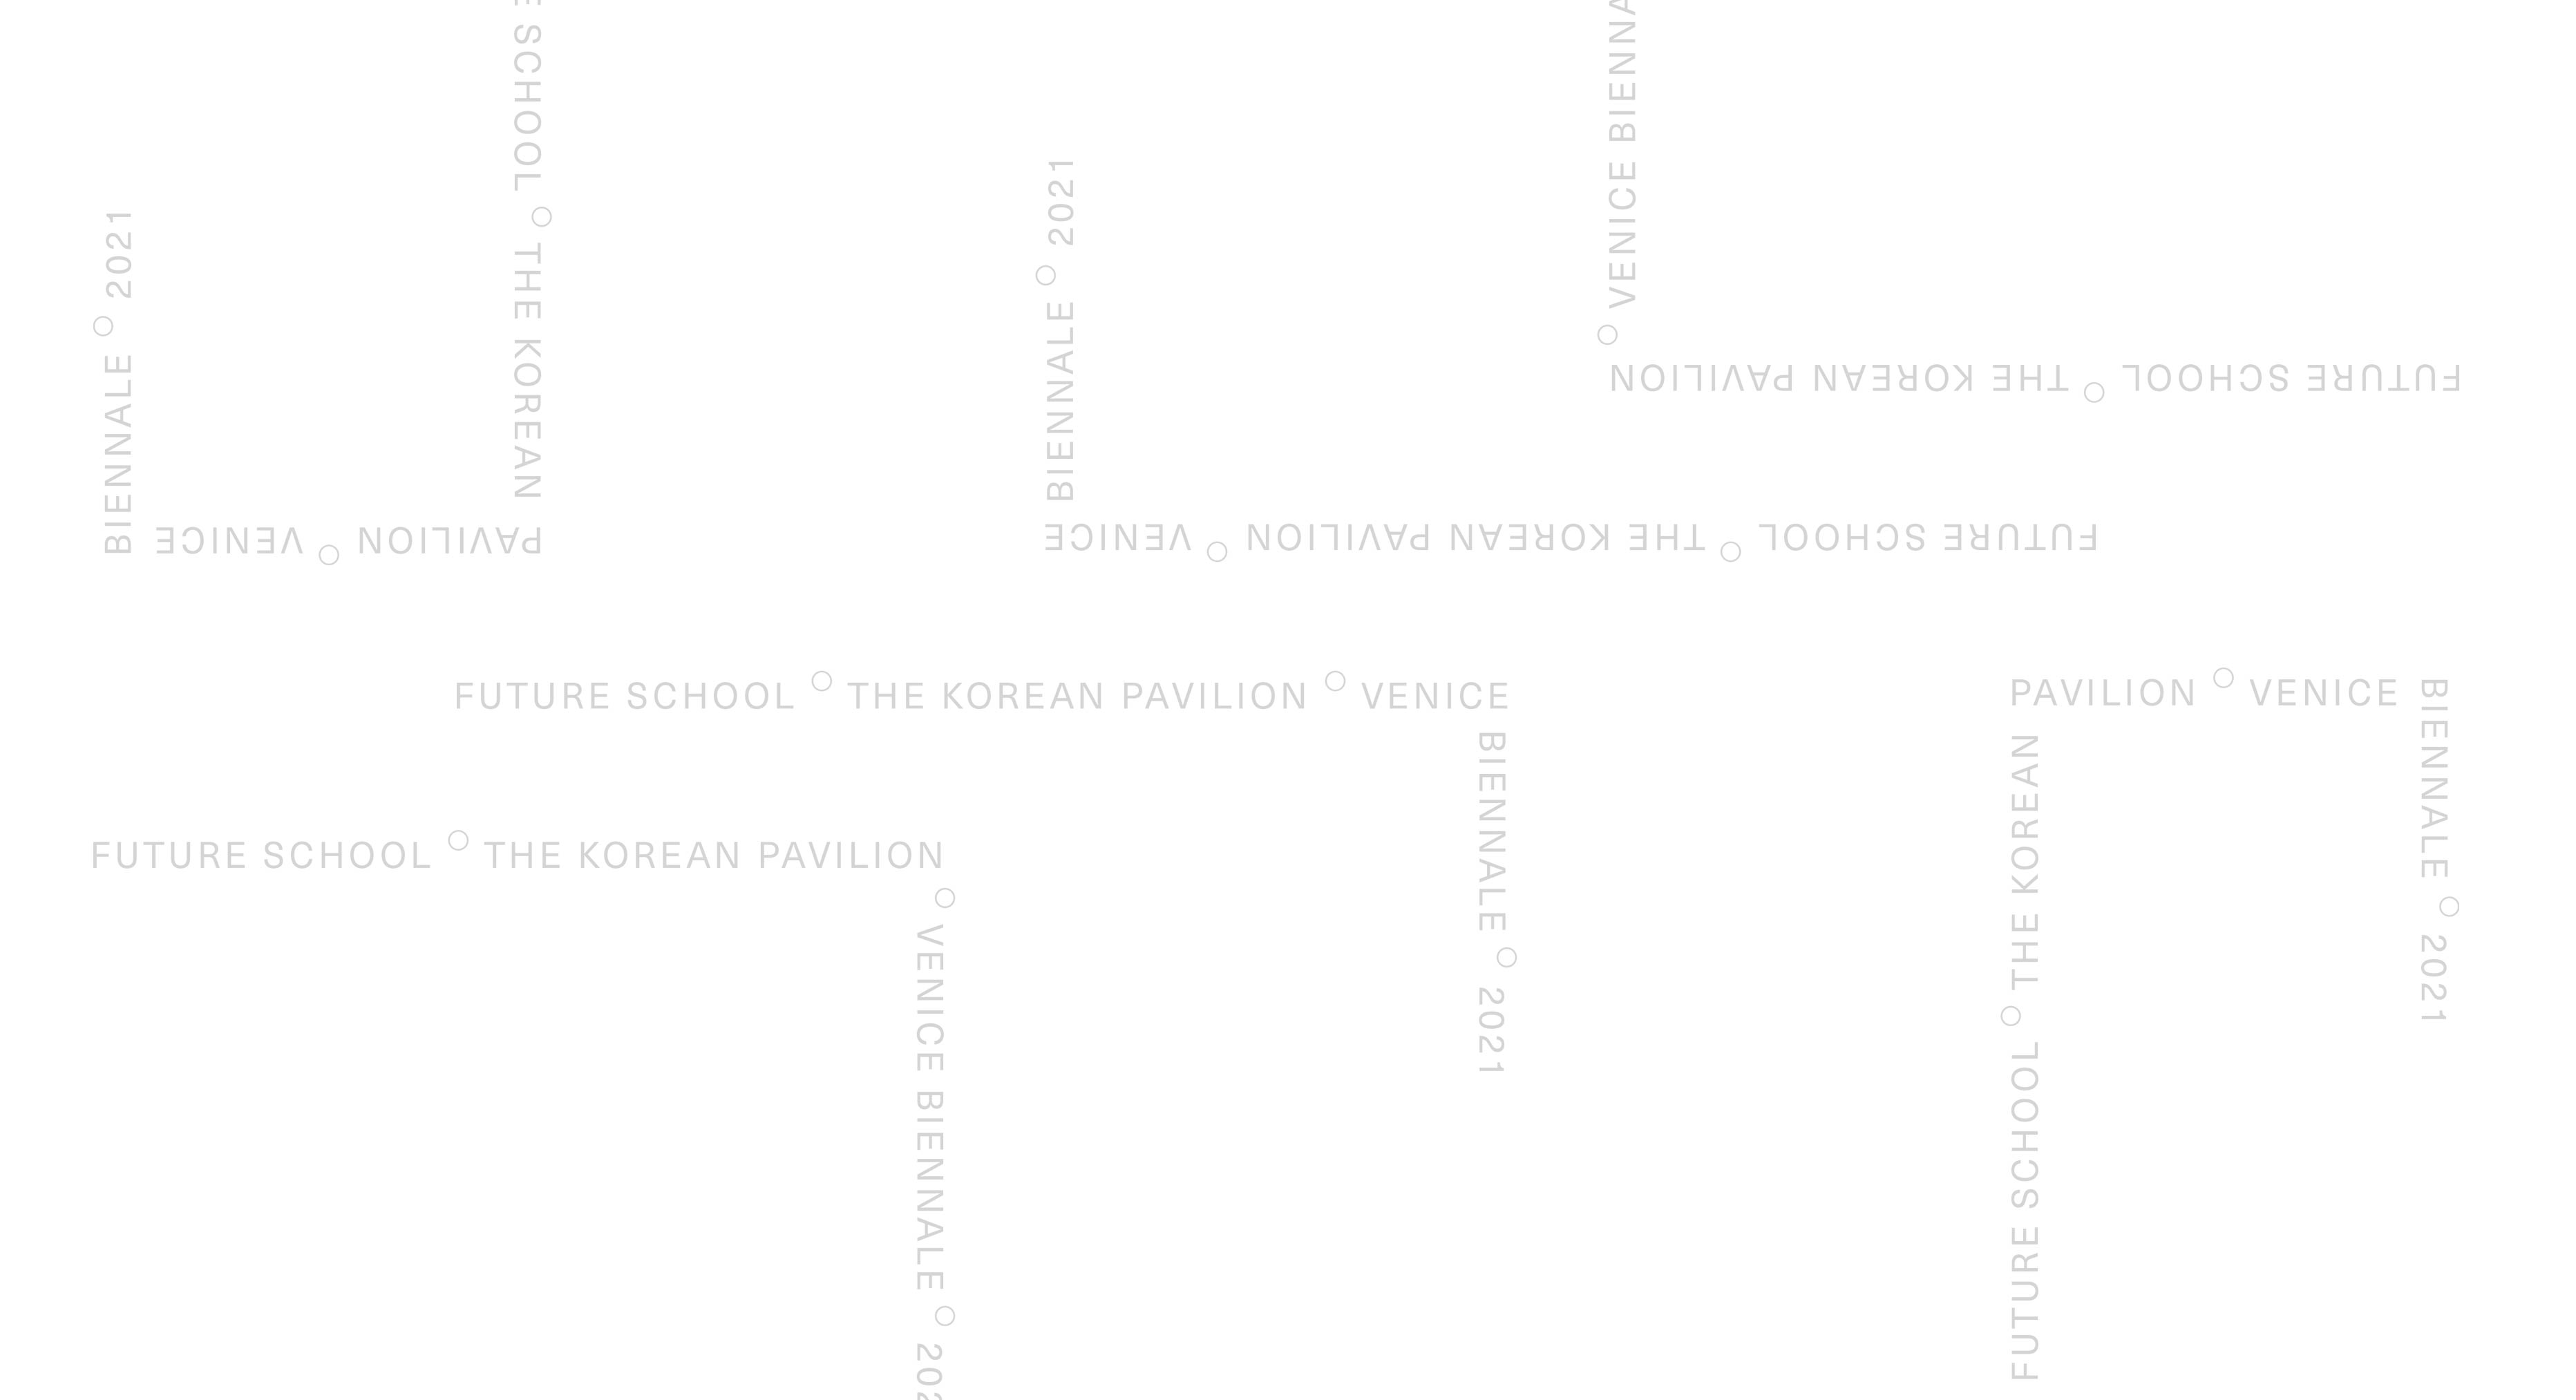 SCHOOL ○ THE KOREAN
PAVILION ○ VENICE
BIENNALE ○ 2021
FUTURE SCHOOL ○ THE KOREAN PAVILION ○ VENICE
BIENNALE ○ 2021
FUTURE SCHOOL ○ THE KOREAN PAVILION
○ VENICE
FUTURE SCHOOL ○ THE KOREAN PAVILION ○ VENICE
BIENNALE ○ 2021
FUTURE SCHOOL ○ THE KOREAN
PAVILION ○ VENICE
BIENNALE ○ 2021
FUTURE SCHOOL ○ THE KOREAN PAVILION
○ VENICE BIENNALE ○